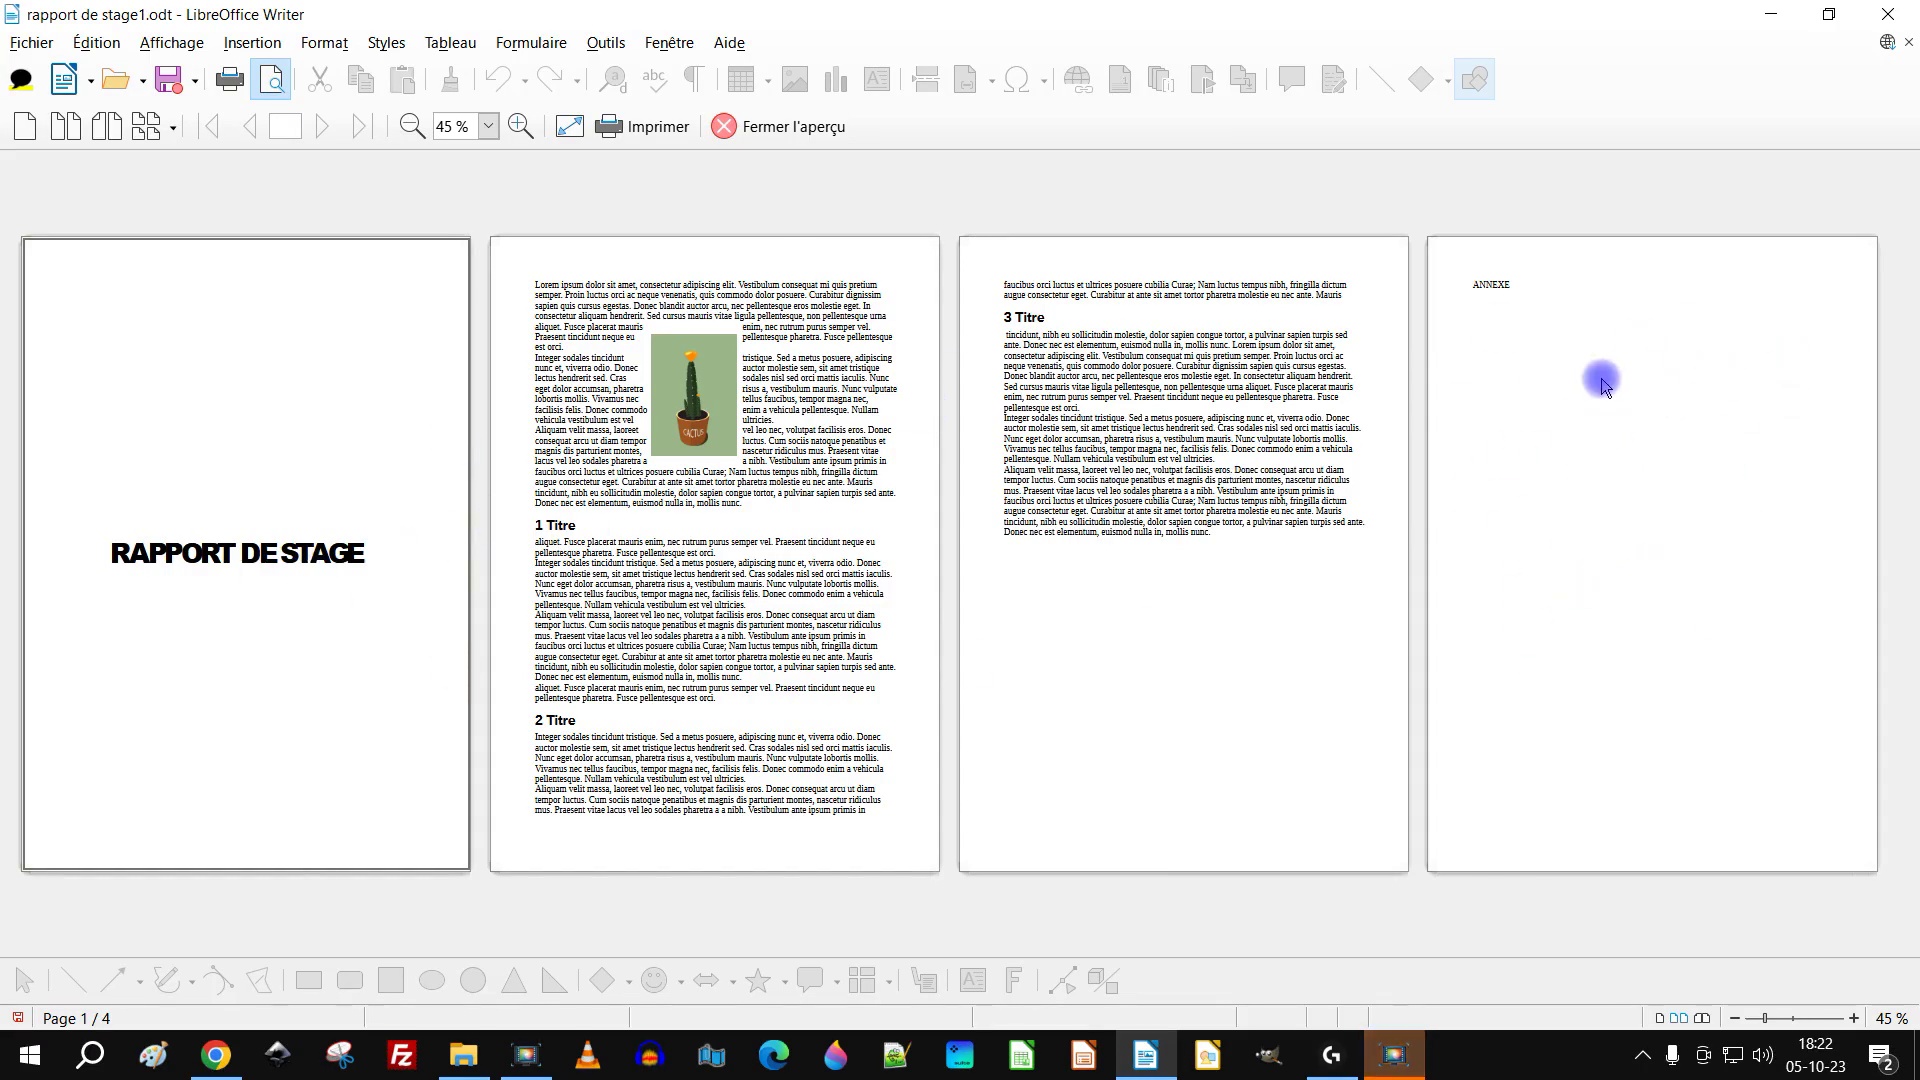 rapport de stage1.odt - LibreOffice Writer
Fichier Édition Affichage Insertion Format Styles Tableau Formulaire Outils Fenêtre Aide
45 % Imprimer Fermer l'aperçu
RAPPORT DE STAGE
Lorem ipsum dolor sit amet, consectetur adipiscing elit. Vestibulum consequat mi quis pretium
semper. Proin luctus orci ac neque venenatis, quis commodo dolor posuere. Curabitur dignissim
sapien quis cursus egestas. Donec blandit auctor arcu, nec pellentesque eros molestie eget. In
consectetur aliquam hendrerit. Sed cursus mauris vitae ligula pellentesque, non pellentesque urna
aliquet. Fusce placerat mauris enim, nec rutrum purus semper vel.
Praesent tincidunt neque eu pellentesque pharetra. Fusce pellentesque
est orci.
Integer sodales tincidunt tristique. Sed a metus posuere, adipiscing
nunc et, viverra odio. Donec auctor molestie sem, sit amet tristique
lectus hendrerit sed. Cras sodales nisl sed orci mattis iaculis. Nunc
eget dolor accumsan, pharetra risus a, vestibulum mauris. Nunc vulputate
lobortis mollis. Vivamus nec tellus faucibus, tempor magna nec,
facilisis felis. Donec commodo enim a vehicula pellentesque. Nullam
vehicula vestibulum est vel ultricies.
Aliquam velit massa, laoreet vel leo nec, volutpat facilisis eros. Donec
consequat arcu ut diam tempor luctus. Cum sociis natoque penatibus et
magnis dis parturient montes, nascetur ridiculus mus. Praesent vitae
lacus vel leo sodales pharetra a a nibh. Vestibulum ante ipsum primis in
faucibus orci luctus et ultrices posuere cubilia Curae; Nam luctus tempus nibh, fringilla dictum
augue consectetur eget. Curabitur at ante sit amet tortor pharetra molestie eu nec ante. Mauris
tincidunt, nibh eu sollicitudin molestie, dolor sapien congue tortor, a pulvinar sapien turpis sed ante.
Donec nec est elementum, euismod nulla in, mollis nunc.
1 Titre
aliquet. Fusce placerat mauris enim, nec rutrum purus semper vel. Praesent tincidunt neque eu
pellentesque pharetra. Fusce pellentesque est orci.
Integer sodales tincidunt tristique. Sed a metus posuere, adipiscing nunc et, viverra odio. Donec
auctor molestie sem, sit amet tristique lectus hendrerit sed. Cras sodales nisl sed orci mattis iaculis.
Nunc eget dolor accumsan, pharetra risus a, vestibulum mauris. Nunc vulputate lobortis mollis.
Vivamus nec tellus faucibus, tempor magna nec, facilisis felis. Donec commodo enim a vehicula
pellentesque. Nullam vehicula vestibulum est vel ultricies.
Aliquam velit massa, laoreet vel leo nec, volutpat facilisis eros. Donec consequat arcu ut diam
tempor luctus. Cum sociis natoque penatibus et magnis dis parturient montes, nascetur ridiculus
mus. Praesent vitae lacus vel leo sodales pharetra a a nibh. Vestibulum ante ipsum primis in
faucibus orci luctus et ultrices posuere cubilia Curae; Nam luctus tempus nibh, fringilla dictum
augue consectetur eget. Curabitur at ante sit amet tortor pharetra molestie eu nec ante. Mauris
tincidunt, nibh eu sollicitudin molestie, dolor sapien congue tortor, a pulvinar sapien turpis sed ante.
Donec nec est elementum, euismod nulla in, mollis nunc.
aliquet. Fusce placerat mauris enim, nec rutrum purus semper vel. Praesent tincidunt neque eu
pellentesque pharetra. Fusce pellentesque est orci.
2 Titre
Integer sodales tincidunt tristique. Sed a metus posuere, adipiscing nunc et, viverra odio. Donec
auctor molestie sem, sit amet tristique lectus hendrerit sed. Cras sodales nisl sed orci mattis iaculis.
Nunc eget dolor accumsan, pharetra risus a, vestibulum mauris. Nunc vulputate lobortis mollis.
Vivamus nec tellus faucibus, tempor magna nec, facilisis felis. Donec commodo enim a vehicula
pellentesque. Nullam vehicula vestibulum est vel ultricies.
Aliquam velit massa, laoreet vel leo nec, volutpat facilisis eros. Donec consequat arcu ut diam
tempor luctus. Cum sociis natoque penatibus et magnis dis parturient montes, nascetur ridiculus
mus. Praesent vitae lacus vel leo sodales pharetra a a nibh. Vestibulum ante ipsum primis in
CACTUS
faucibus orci luctus et ultrices posuere cubilia Curae; Nam luctus tempus nibh, fringilla dictum
augue consectetur eget. Curabitur at ante sit amet tortor pharetra molestie eu nec ante. Mauris
3 Titre
tincidunt, nibh eu sollicitudin molestie, dolor sapien congue tortor, a pulvinar sapien turpis sed
ante. Donec nec est elementum, euismod nulla in, mollis nunc. Lorem ipsum dolor sit amet,
consectetur adipiscing elit. Vestibulum consequat mi quis pretium semper. Proin luctus orci ac
neque venenatis, quis commodo dolor posuere. Curabitur dignissim sapien quis cursus egestas.
Donec blandit auctor arcu, nec pellentesque eros molestie eget. In consectetur aliquam hendrerit.
Sed cursus mauris vitae ligula pellentesque, non pellentesque urna aliquet. Fusce placerat mauris
enim, nec rutrum purus semper vel. Praesent tincidunt neque eu pellentesque pharetra. Fusce
pellentesque est orci.
Integer sodales tincidunt tristique. Sed a metus posuere, adipiscing nunc et, viverra odio. Donec
auctor molestie sem, sit amet tristique lectus hendrerit sed. Cras sodales nisl sed orci mattis iaculis.
Nunc eget dolor accumsan, pharetra risus a, vestibulum mauris. Nunc vulputate lobortis mollis.
Vivamus nec tellus faucibus, tempor magna nec, facilisis felis. Donec commodo enim a vehicula
pellentesque. Nullam vehicula vestibulum est vel ultricies.
Aliquam velit massa, laoreet vel leo nec, volutpat facilisis eros. Donec consequat arcu ut diam
tempor luctus. Cum sociis natoque penatibus et magnis dis parturient montes, nascetur ridiculus
mus. Praesent vitae lacus vel leo sodales pharetra a a nibh. Vestibulum ante ipsum primis in
faucibus orci luctus et ultrices posuere cubilia Curae; Nam luctus tempus nibh, fringilla dictum
augue consectetur eget. Curabitur at ante sit amet tortor pharetra molestie eu nec ante. Mauris
tincidunt, nibh eu sollicitudin molestie, dolor sapien congue tortor, a pulvinar sapien turpis sed ante.
Donec nec est elementum, euismod nulla in, mollis nunc.
ANNEXE
Page 1 / 4
45 %
18:22
05-10-23
2